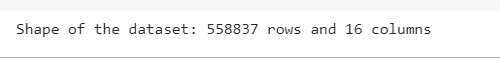 Shape of the dataset: 558837 rows and 16 columns